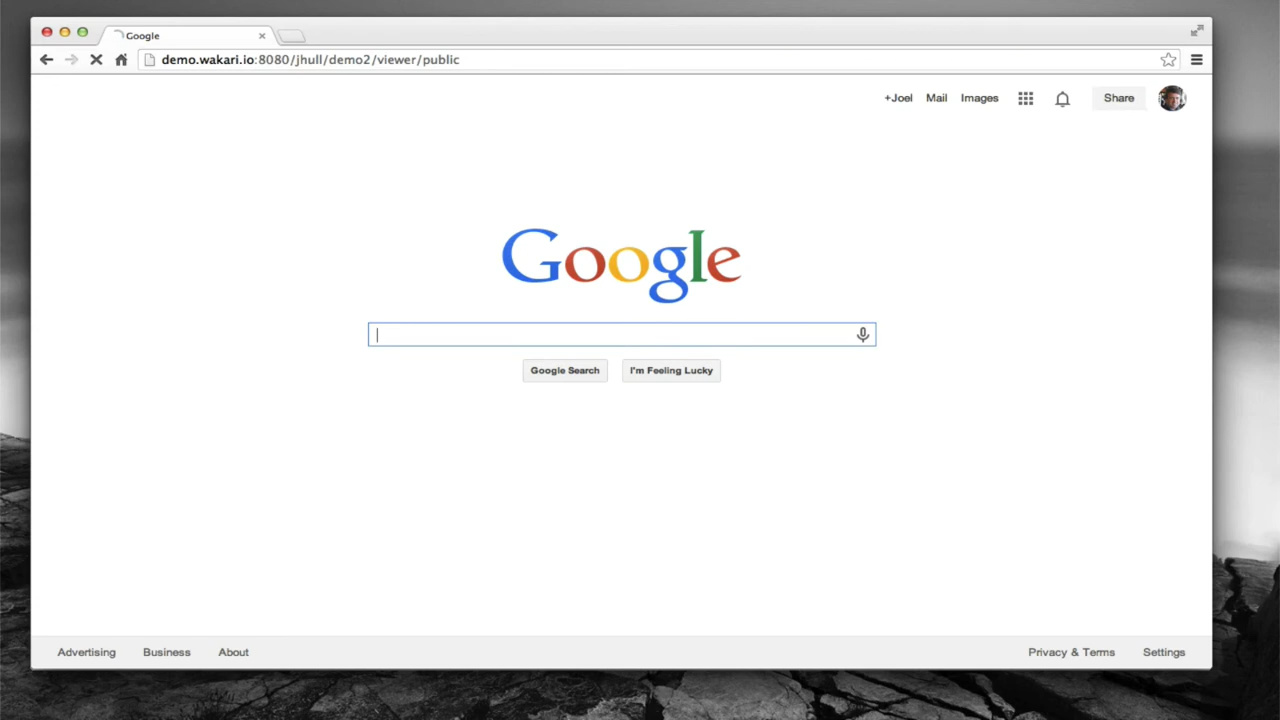 Google
demo.wakari.io:8080/jhull/demo2/viewer/public
+Joel Mail Images Share
Google
Google Search I'm Feeling Lucky
Advertising Business About Privacy & Terms Settings